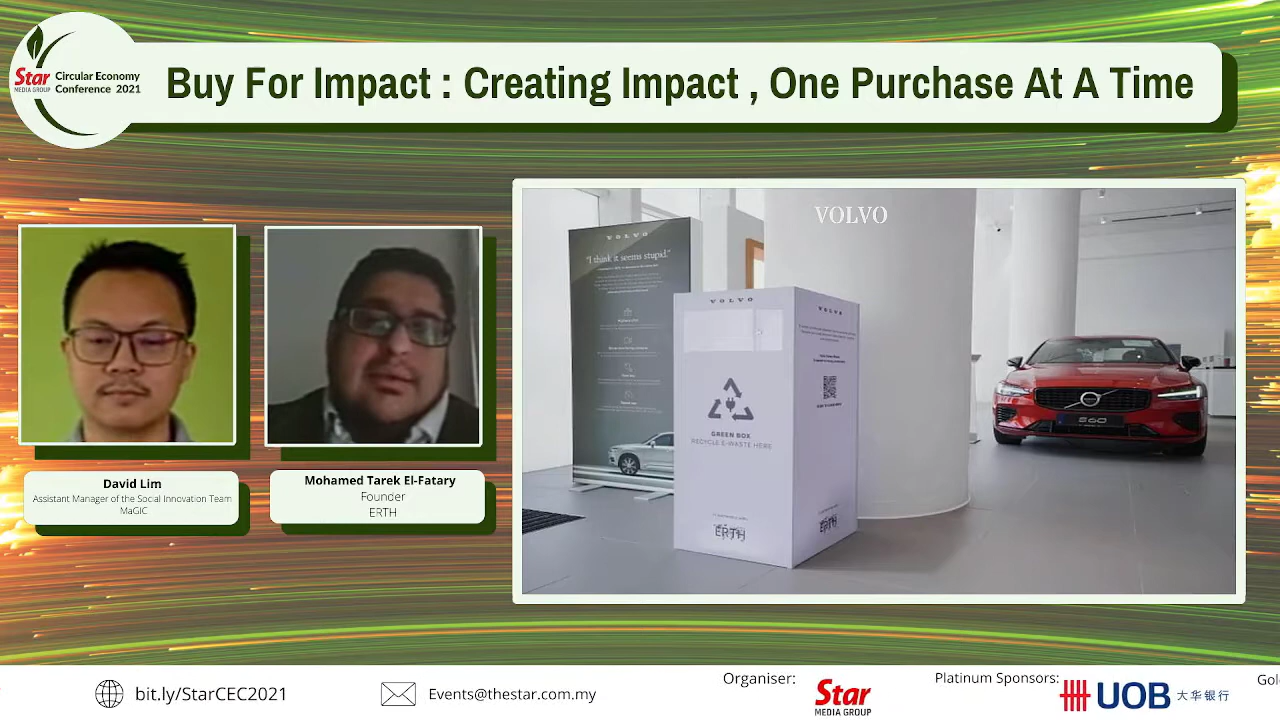 Star
MEDIA GROUP
Circular Economy
Conference 2021
Buy For Impact : Creating Impact , One Purchase At A Time
David Lim
Assistant Manager of the Social Innovation Team
MaGIC
Mohamed Tarek El-Fatary
Founder
ERTH
VOLVO
VOLVO
"I think it seems stupid."
VOLVO
VOLVO
GREEN BOX
RECYCLE E-WASTE HERE
ERTH
ERTH
S60
bit.ly/StarCEC2021
Events@thestar.com.my
Organiser:
Star
MEDIA GROUP
Platinum Sponsors:
UOB 大华银行
Gol